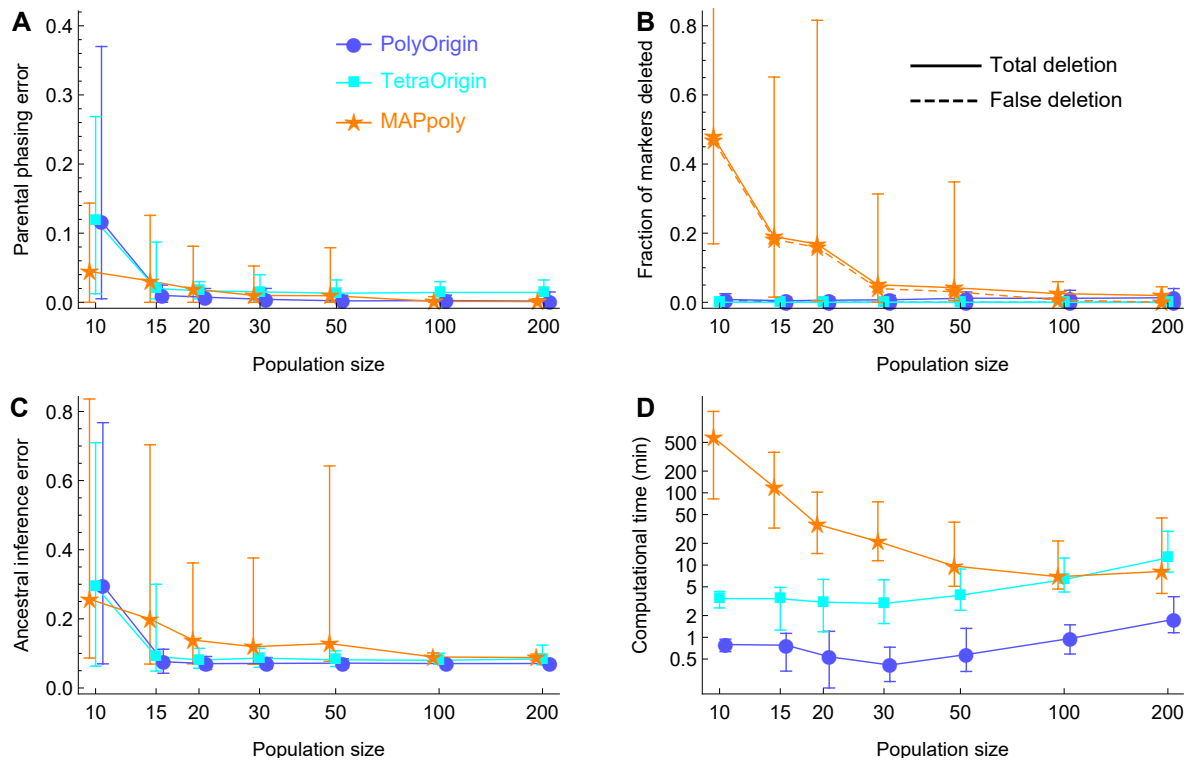 A
Parental phasing error
0.4
0.3
0.2
0.1
0.0
10 15 20 30 50 100 200
Population size
PolyOrigin
TetraOrigin
MAPpoly
B
Fraction of markers deleted
0.8
0.6
0.4
0.2
0.0
10 15 20 30 50 100 200
Population size
Total deletion
False deletion
C
Ancestral inference error
0.8
0.6
0.4
0.2
0.0
10 15 20 30 50 100 200
Population size
D
Computational time (min)
500
200
100
50
20
10
5
2
1
0.5
10 15 20 30 50 100 200
Population size